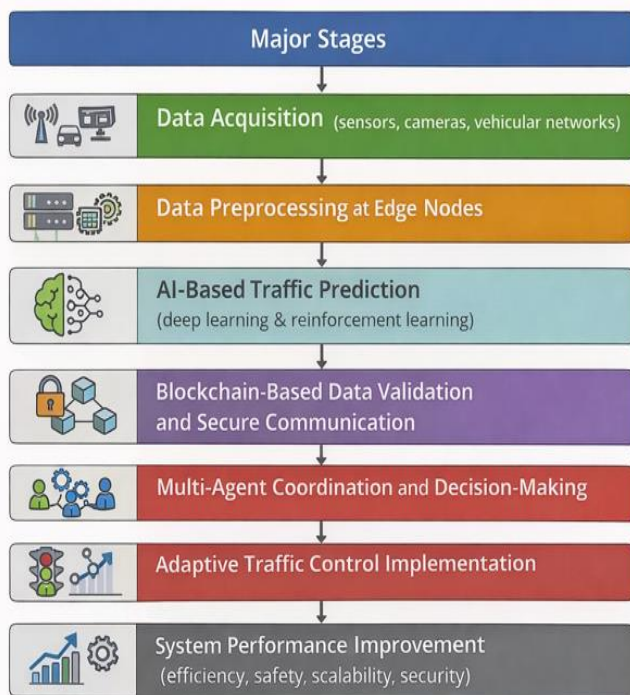 Major Stages
Data Acquisition (sensors, cameras, vehicular networks)
Data Preprocessing at Edge Nodes
AI-Based Traffic Prediction
(deep learning & reinforcement learning)
Blockchain-Based Data Validation
and Secure Communication
Multi-Agent Coordination and Decision-Making
Adaptive Traffic Control Implementation
System Performance Improvement
(efficiency, safety, scalability, security)